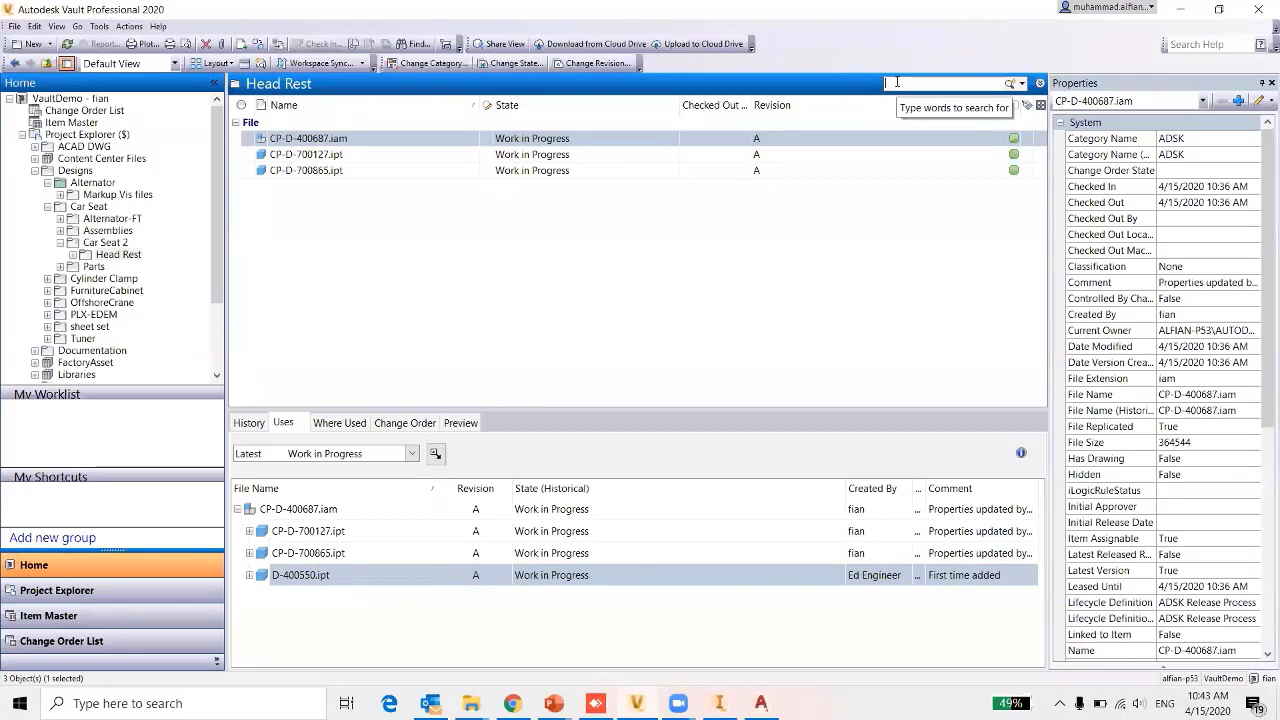 Autodesk Vault Professional 2020
muhammed.alfian...
File Edit View Go Tools Actions Help
New Report... Plot... Check In... Find... Share View Download from Cloud Drive Upload to Cloud Drive Search Help
Default View Layout Workspace Sync... Change Category... Change State... Change Revision...
Home
VaultDemo - fian
Change Order List
Item Master
Project Explorer ($)
ACAD DWG
Content Center Files
Designs
Alternator
Markup Vis files
Car Seat
Alternator-FT
Assemblies
Car Seat 2
Head Rest
Parts
Cylinder Clamp
FurnitureCabinet
OffshoreCrane
PLX-EDEM
sheet set
Tuner
Documentation
FactoryAsset
Libraries
My Worklist
My Shortcuts
Add new group
Home
Project Explorer
Item Master
Change Order List
Head Rest
Type words to search for
Name State Checked Out ... Revision
File
CP-D-400687.iam Work in Progress A
CP-D-700127.ipt Work in Progress A
CP-D-700865.ipt Work in Progress A
History Uses Where Used Change Order Preview
Latest Work in Progress
File Name Revision State (Historical) Created By ... Comment
CP-D-400687.iam A Work in Progress fian ... Properties updated by...
CP-D-700127.ipt A Work in Progress fian ... Properties updated by...
CP-D-700865.ipt A Work in Progress fian ... Properties updated by...
D-400550.ipt A Work in Progress Ed Engineer ... First time added
Properties
CP-D-400687.iam
System
Category Name ADSK
Category Name (... ADSK
Change Order State
Checked In 4/15/2020 10:36 AM
Checked Out 4/15/2020 10:36 AM
Checked Out By
Checked Out Loca...
Checked Out Mac...
Classification None
Comment Properties updated b...
Controlled By Cha... False
Created By fian
Current Owner ALFIAN-P53\AUTOD...
Date Modified 4/15/2020 10:36 AM
Date Version Crea... 4/15/2020 10:36 AM
File Extension iam
File Name CP-D-400687.iam
File Name (Histori... CP-D-400687.iam
File Replicated True
File Size 364544
Has Drawing False
Hidden False
iLogicRuleStatus
Initial Approver
Initial Release Date
Item Assignable True
Latest Released R... False
Latest Version True
Leased Until 4/15/2020 10:36 AM
Lifecycle Definition ADSK Release Process
Lifecycle Definition ... ADSK Release Process
Linked to Item False
Name CP-D-400687.iam
3 Object(s) (1 selected) alfian-p53 VaultDemo fian
Type here to search
49%
10:43 AM
4/15/2020
19